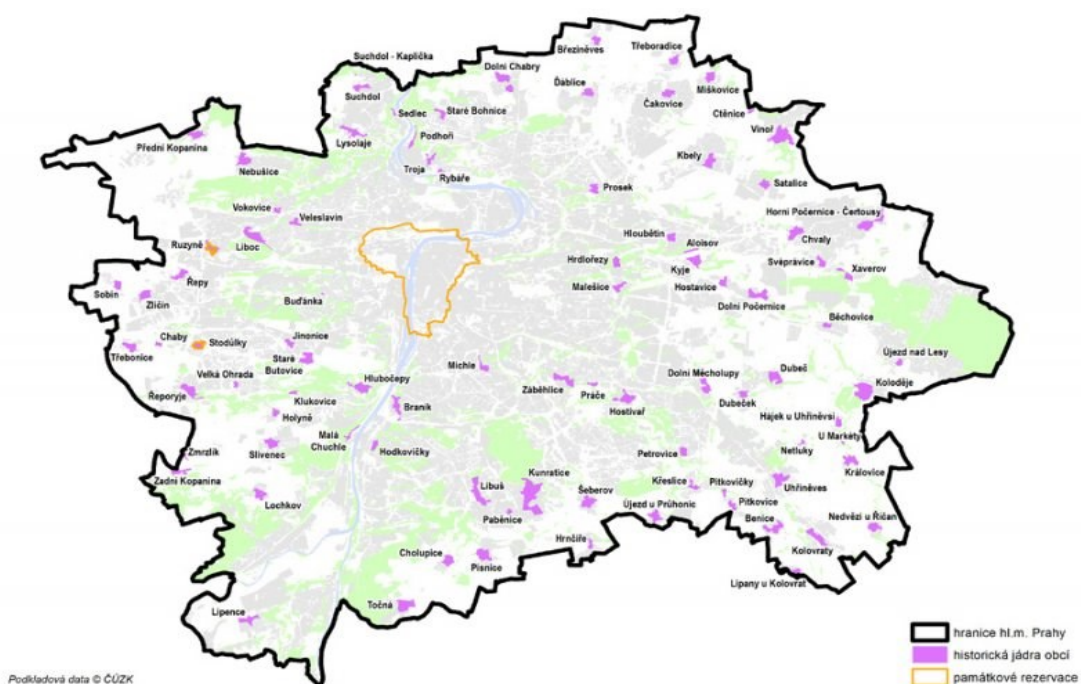 Suchdol - Kaplička
Březiněves
Třeboradice
Dolní Chabry
Ďáblice
Miškovice
Suchdol
Čakovice
Sedlec
Staré Bohnice
Ctěnice
Vinoř
Přední Kopanina
Lysolaje
Podhoří
Kbely
Nebušice
Troja
Rybáře
Prosek
Satalice
Vokovice
Veleslavín
Horní Počernice - Čertousy
Ruzyně
Liboc
Hloubětín
Aloisov
Chvaly
Hrdlořezy
Kyje
Svépravice
Xaverov
Řepy
Malešice
Hostavice
Sobín
Zličín
Buďánka
Dolní Počernice
Běchovice
Chaby
Stodůlky
Jinonice
Třebonice
Staré
Butovice
Michle
Újezd nad Lesy
Velká Ohrada
Hlubočepy
Záběhlice
Dolní Měcholupy
Dubeč
Koloděje
Řeporyje
Klukovice
Práče
Braník
Hostivař
Dubeček
Holyně
Hájek u Uhříněvsi
Malá
Chuchle
U Markéty
Slivenec
Hodkovičky
Netluky
Zmrzlík
Petrovice
Královice
Zadní Kopanina
Libuš
Kunratice
Šeberov
Křeslice
Pitkovičky
Uhříněves
Lochkov
Újezd u Průhonic
Pitkovice
Paběnice
Benice
Nedvězí u Říčan
Hrnčíře
Cholupice
Písnice
Kolovraty
Lipany u Kolovrat
Točná
Lipence
hranice hl.m. Prahy
historická jádra obcí
památkové rezervace
Podkladová data © ČÚZK